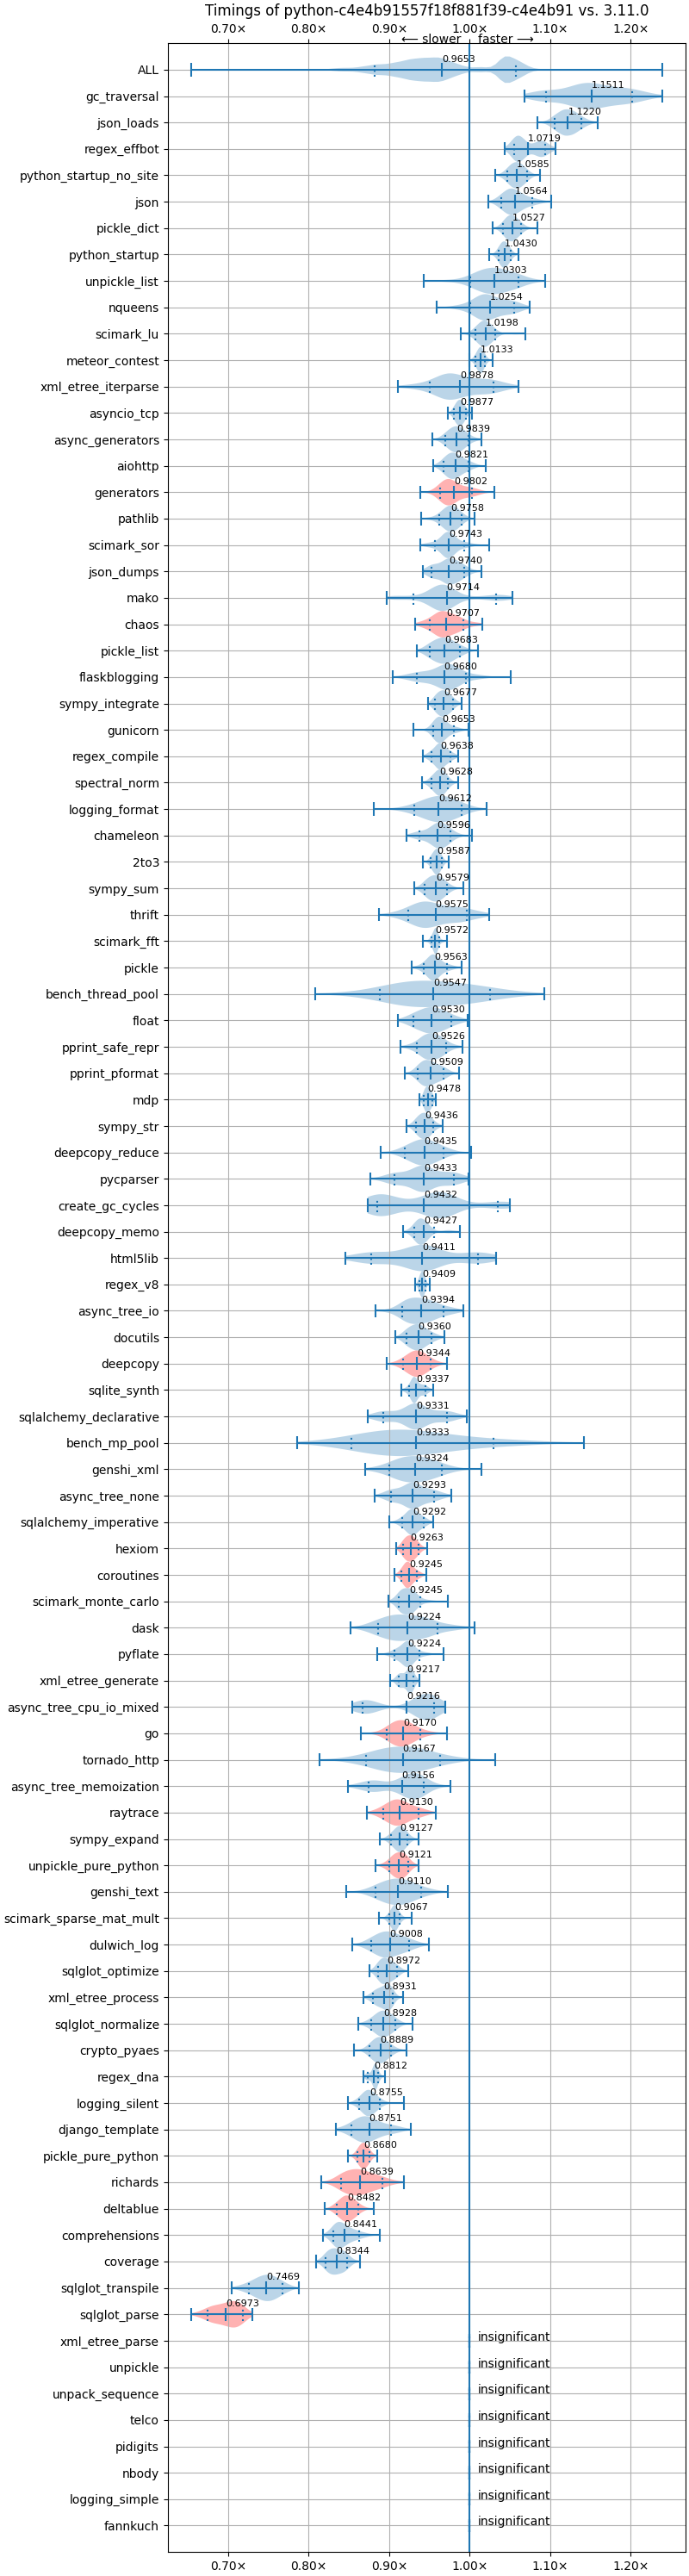 Timings of python-c4e4b91557f18f881f39-c4e4b91 vs. 3.11.0
0.70× 0.80× 0.90× 1.00× 1.10× 1.20×
⟵ slower faster ⟶
ALL 0.9653
gc_traversal 1.1511
json_loads 1.1220
regex_effbot 1.0719
python_startup_no_site 1.0585
json 1.0564
pickle_dict 1.0527
python_startup 1.0430
unpickle_list 1.0303
nqueens 1.0254
scimark_lu 1.0198
meteor_contest 1.0133
xml_etree_iterparse 0.9878
asyncio_tcp 0.9877
async_generators 0.9839
aiohttp 0.9821
generators 0.9802
pathlib 0.9758
scimark_sor 0.9743
json_dumps 0.9740
mako 0.9714
chaos 0.9707
pickle_list 0.9683
flaskblogging 0.9680
sympy_integrate 0.9677
gunicorn 0.9653
regex_compile 0.9638
spectral_norm 0.9628
logging_format 0.9612
chameleon 0.9596
2to3 0.9587
sympy_sum 0.9579
thrift 0.9575
scimark_fft 0.9572
pickle 0.9563
bench_thread_pool 0.9547
float 0.9530
pprint_safe_repr 0.9526
pprint_pformat 0.9509
mdp 0.9478
sympy_str 0.9436
deepcopy_reduce 0.9435
pycparser 0.9433
create_gc_cycles 0.9432
deepcopy_memo 0.9427
html5lib 0.9411
regex_v8 0.9409
async_tree_io 0.9394
docutils 0.9360
deepcopy 0.9344
sqlite_synth 0.9337
sqlalchemy_declarative 0.9331
bench_mp_pool 0.9333
genshi_xml 0.9324
async_tree_none 0.9293
sqlalchemy_imperative 0.9292
hexiom 0.9263
coroutines 0.9245
scimark_monte_carlo 0.9245
dask 0.9224
pyflate 0.9224
xml_etree_generate 0.9217
async_tree_cpu_io_mixed 0.9216
go 0.9170
tornado_http 0.9167
async_tree_memoization 0.9156
raytrace 0.9130
sympy_expand 0.9127
unpickle_pure_python 0.9121
genshi_text 0.9110
scimark_sparse_mat_mult 0.9067
dulwich_log 0.9008
sqlglot_optimize 0.8972
xml_etree_process 0.8931
sqlglot_normalize 0.8928
crypto_pyaes 0.8889
regex_dna 0.8812
logging_silent 0.8755
django_template 0.8751
pickle_pure_python 0.8680
richards 0.8639
deltablue 0.8482
comprehensions 0.8441
coverage 0.8344
sqlglot_transpile 0.7469
sqlglot_parse 0.6973
xml_etree_parse insignificant
unpickle insignificant
unpack_sequence insignificant
telco insignificant
pidigits insignificant
nbody insignificant
logging_simple insignificant
fannkuch insignificant
0.70× 0.80× 0.90× 1.00× 1.10× 1.20×